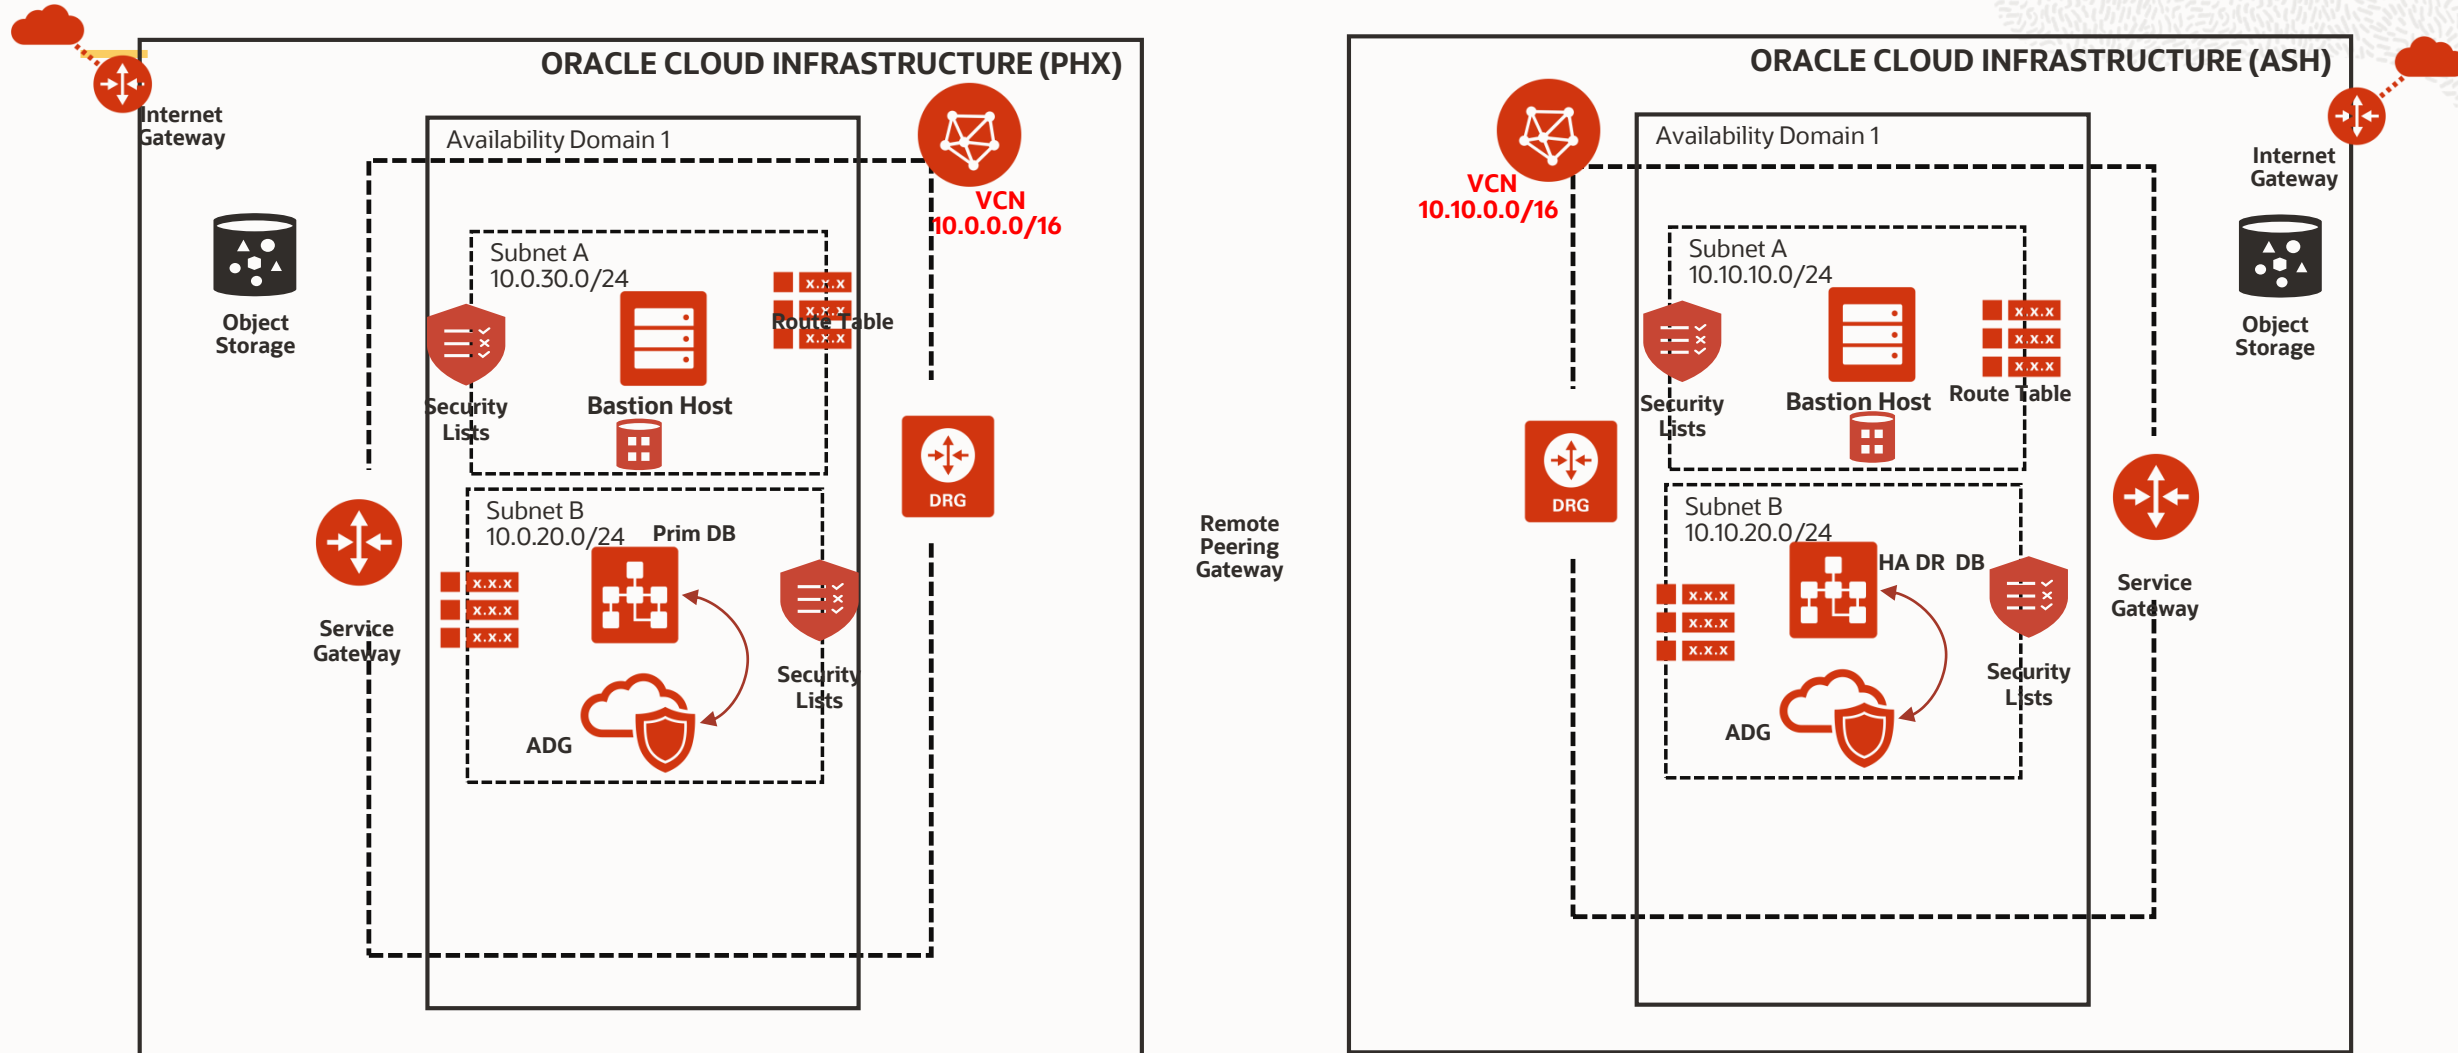 ORACLE CLOUD INFRASTRUCTURE (PHX)
Internet
Gateway
Availability Domain 1
VCN
10.0.0.0/16
Object
Storage
Subnet A
10.0.30.0/24
x.x.x
x.x.x
x.x.x
Route Table
Security
Lists
Bastion Host
DRG
Subnet B
10.0.20.0/24
Prim DB
x.x.x
x.x.x
x.x.x
Service
Gateway
Security
Lists
ADG
Remote
Peering
Gateway
ORACLE CLOUD INFRASTRUCTURE (ASH)
Internet
Gateway
Availability Domain 1
VCN
10.10.0.0/16
Object
Storage
Subnet A
10.10.10.0/24
x.x.x
x.x.x
x.x.x
Route Table
Security
Lists
Bastion Host
DRG
Subnet B
10.10.20.0/24
HA DR  DB
x.x.x
x.x.x
x.x.x
Service
Gateway
Security
Lists
ADG